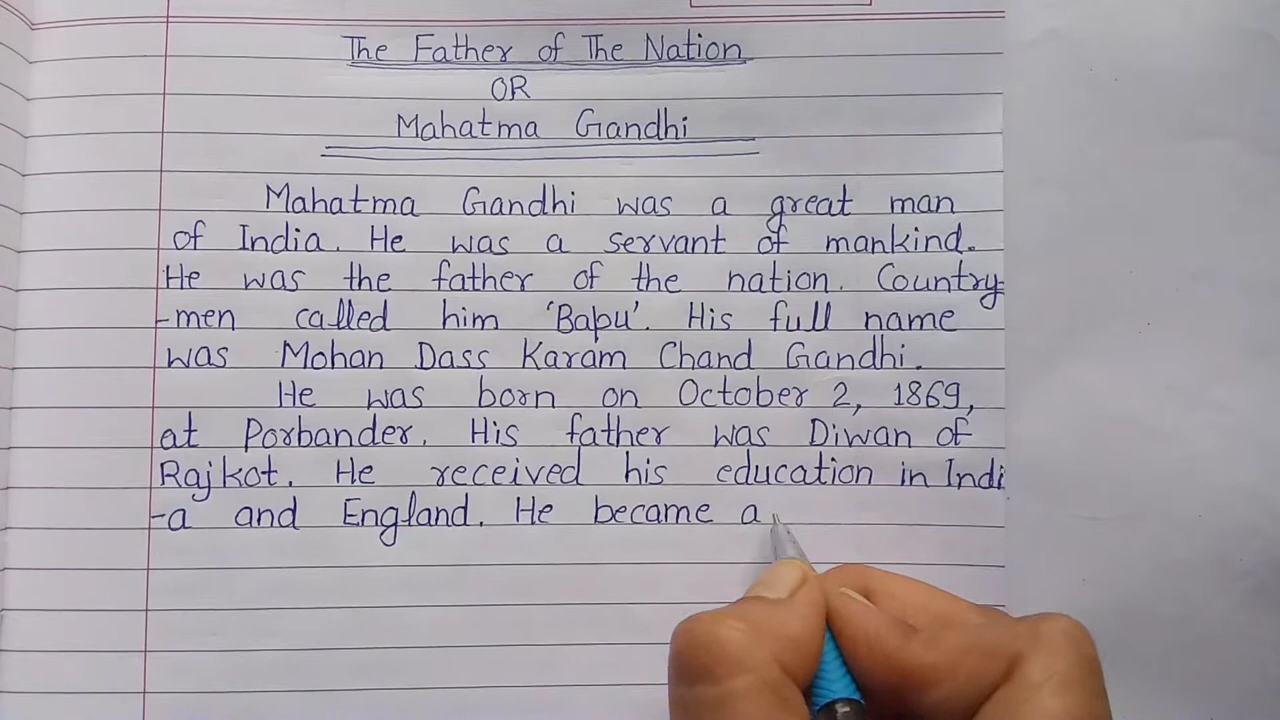 The Father of The Nation
OR
Mahatma Gandhi
Mahatma Gandhi was a great man
of India. He was a servant of mankind.
He was the father of the nation. Country-
-men called him 'Bapu'. His full name
was Mohan Dass Karam Chand Gandhi.
He was born on October 2, 1869,
at Porbander. His father was Diwan of
Rajkot. He received his education in Indi
-a and England. He became a